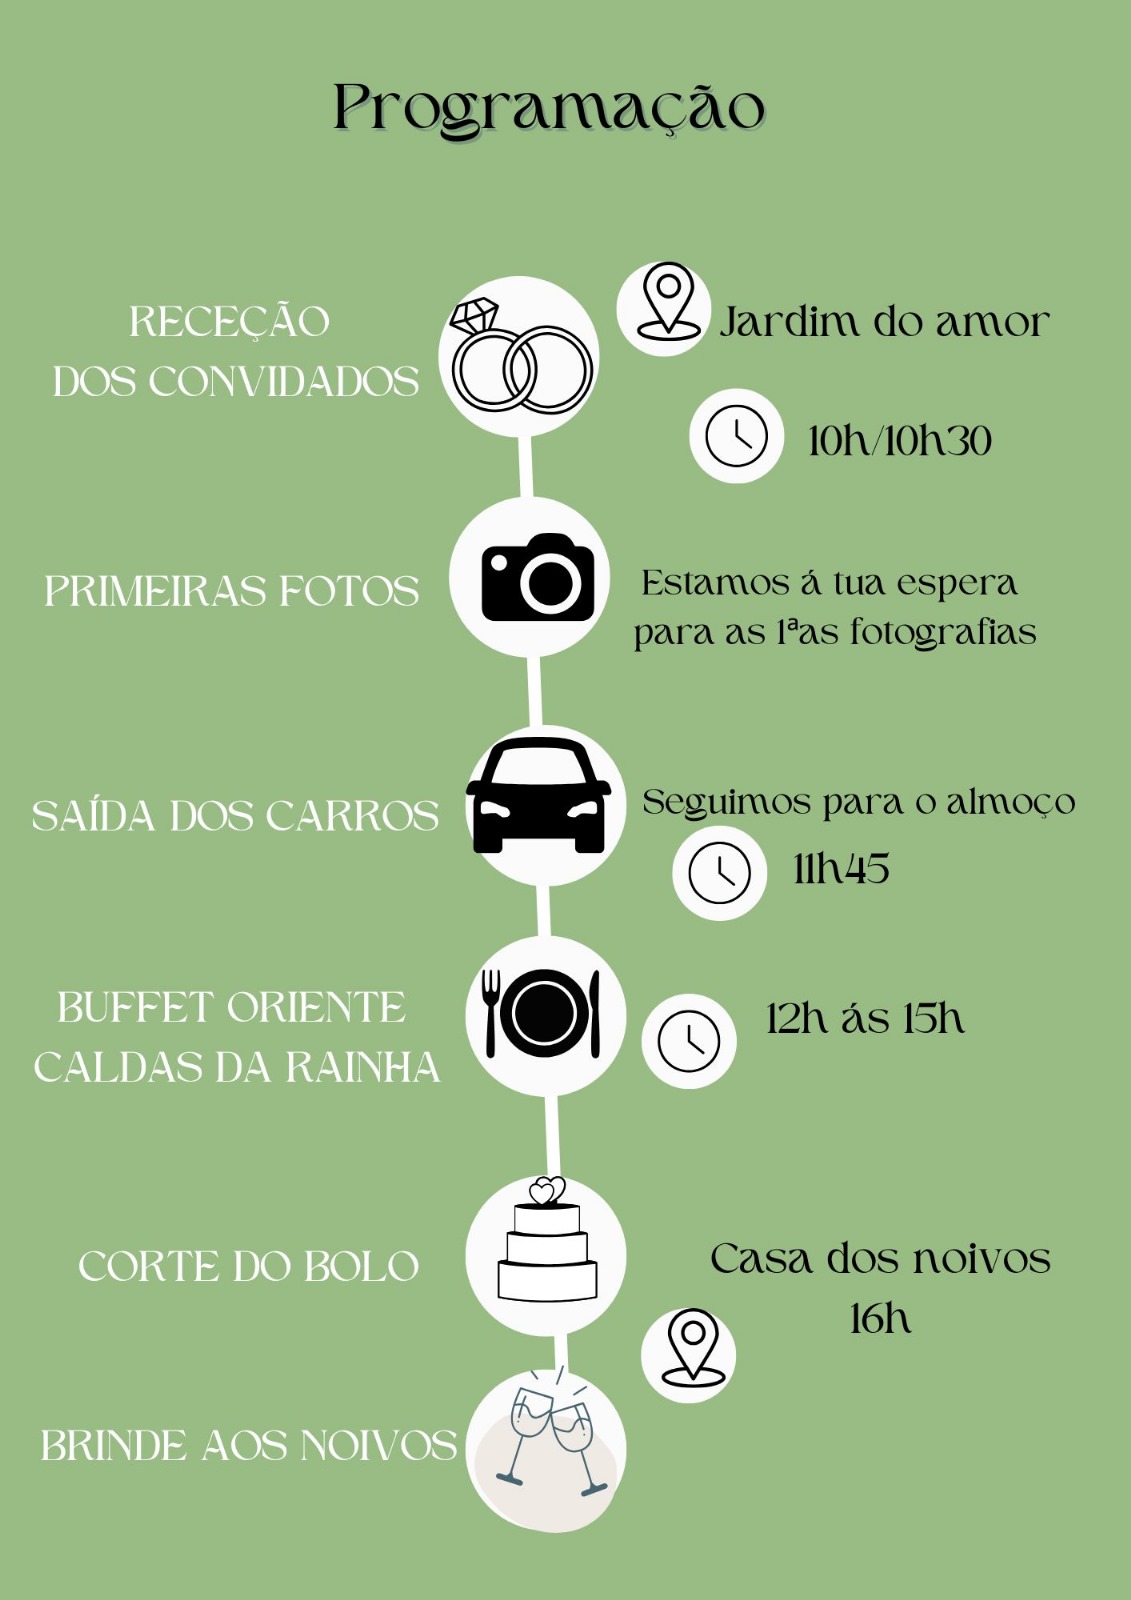 Programação
RECEÇÃO
DOS CONVIDADOS
Jardim do amor
10h/10h30
PRIMEIRAS FOTOS
Estamos á tua espera
para as 1ªas fotografias
SAÍDA DOS CARROS
Seguimos para o almoço
11h45
BUFFET ORIENTE
CALDAS DA RAINHA
12h ás 15h
CORTE DO BOLO
Casa dos noivos
16h
BRINDE AOS NOIVOS